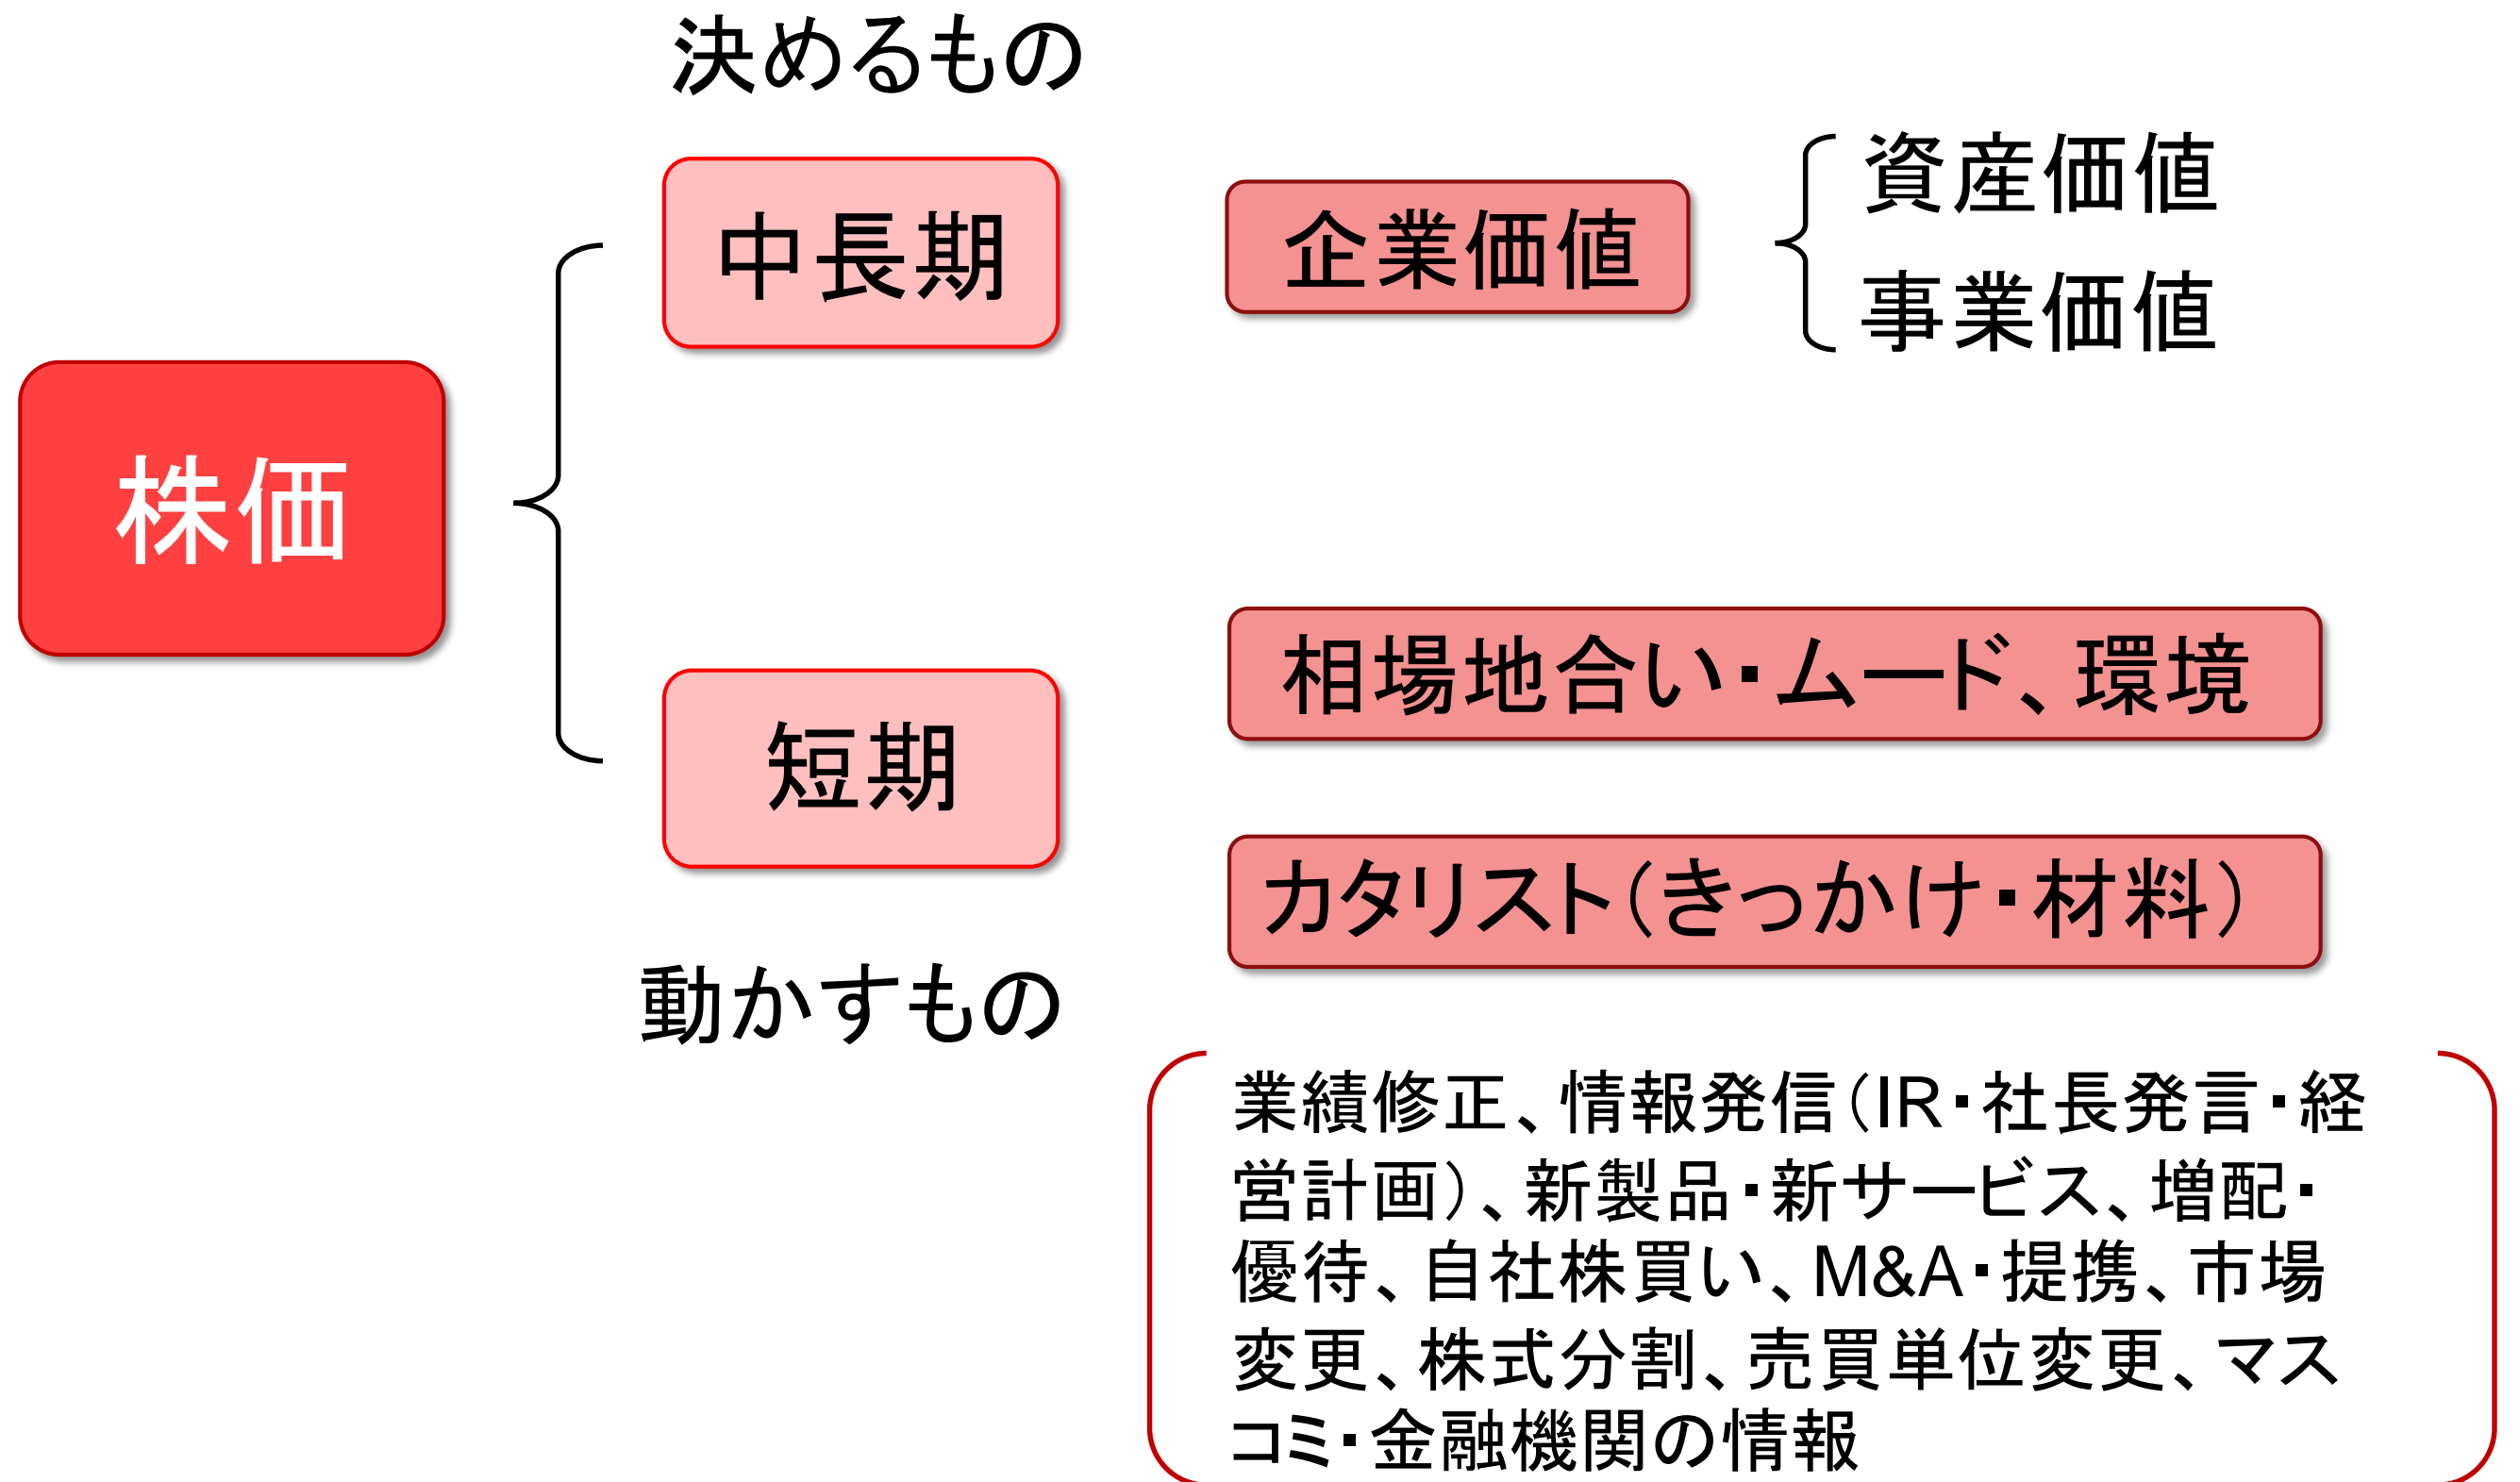 決めるもの
中長期
企業価値
資産価値
事業価値
株価
短期
動かすもの
相場地合い・ムード、環境
カタリスト(きっかけ・材料)
業績修正、情報発信(IR・社長発言・経
営計画)、新製品・新サービス、増配・
優待、自社株買い、M&A・提携、市場
変更、株式分割、売買単位変更、マス
コミ・金融機関の情報